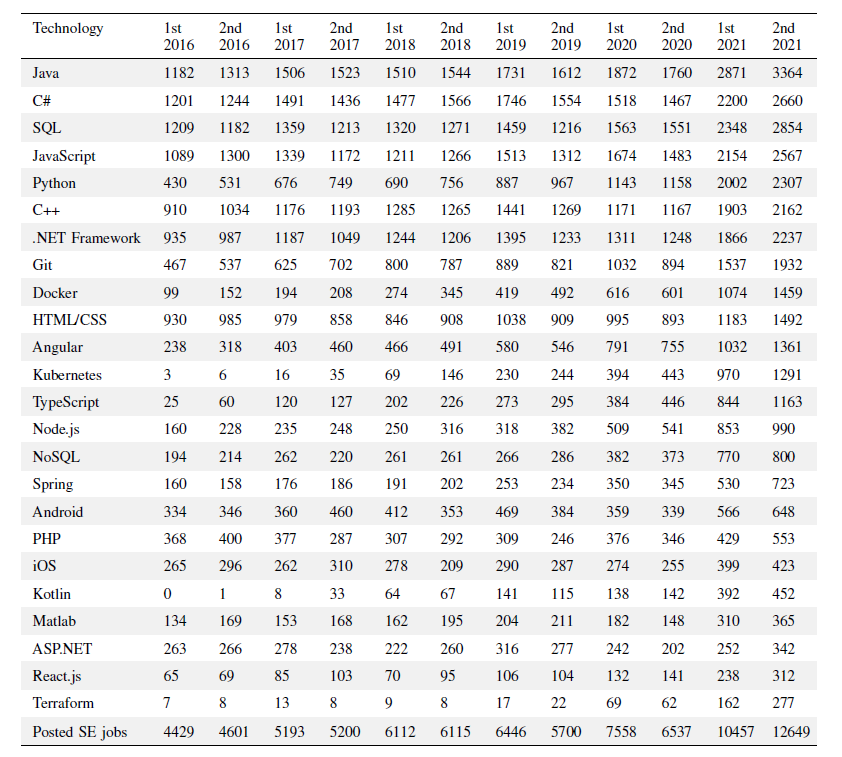 Technology 1st 2nd 1st 2nd 1st 2nd 1st 2nd 1st 2nd 1st 2nd
2016 2016 2017 2017 2018 2018 2019 2019 2020 2020 2021 2021
Java 1182 1313 1506 1523 1510 1544 1731 1612 1872 1760 2871 3364
C# 1201 1244 1491 1436 1477 1566 1746 1554 1518 1467 2200 2660
SQL 1209 1182 1359 1213 1320 1271 1459 1216 1563 1551 2348 2854
JavaScript 1089 1300 1339 1172 1211 1266 1513 1312 1674 1483 2154 2567
Python 430 531 676 749 690 756 887 967 1143 1158 2002 2307
C++ 910 1034 1176 1193 1285 1265 1441 1269 1171 1167 1903 2162
.NET Framework 935 987 1187 1049 1244 1206 1395 1233 1311 1248 1866 2237
Git 467 537 625 702 800 787 889 821 1032 894 1537 1932
Docker 99 152 194 208 274 345 419 492 616 601 1074 1459
HTML/CSS 930 985 979 858 846 908 1038 909 995 893 1183 1492
Angular 238 318 403 460 466 491 580 546 791 755 1032 1361
Kubernetes 3 6 16 35 69 146 230 244 394 443 970 1291
TypeScript 25 60 120 127 202 226 273 295 384 446 844 1163
Node.js 160 228 235 248 250 316 318 382 509 541 853 990
NoSQL 194 214 262 220 261 261 266 286 382 373 770 800
Spring 160 158 176 186 191 202 253 234 350 345 530 723
Android 334 346 360 460 412 353 469 384 359 339 566 648
PHP 368 400 377 287 307 292 309 246 376 346 429 553
iOS 265 296 262 310 278 209 290 287 274 255 399 423
Kotlin 0 1 8 33 64 67 141 115 138 142 392 452
Matlab 134 169 153 168 162 195 204 211 182 148 310 365
ASP.NET 263 266 278 238 222 260 316 277 242 202 252 342
React.js 65 69 85 103 70 95 106 104 132 141 238 312
Terraform 7 8 13 8 9 8 17 22 69 62 162 277
Posted SE jobs 4429 4601 5193 5200 6112 6115 6446 5700 7558 6537 10457 12649